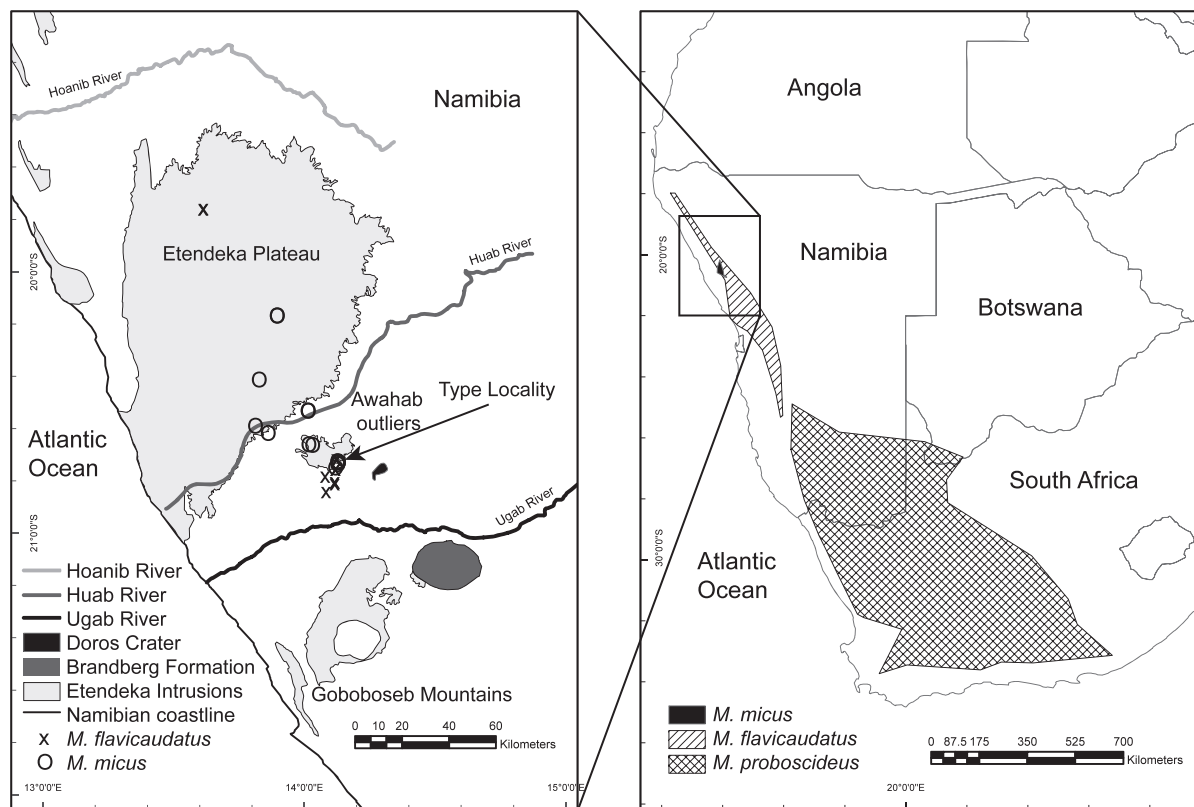 Hoanib River
Namibia
Etendeka Plateau
x
Huab River
20°0'0"S
O
O
O
O
O
O
Awahab
outliers
Type Locality
x
x
Atlantic
Ocean
Ugab River
21°0'0"S
Hoanib River
Huab River
Ugab River
Doros Crater
Brandberg Formation
Etendeka Intrusions
Namibian coastline
x M. flavicaudatus
O M. micus
Goboboseb Mountains
0 10 20 40 60
Kilometers
13°0'0"E 14°0'0"E 15°0'0"E
Angola
Namibia
20°0'0"S
Botswana
South Africa
30°0'0"S
Atlantic
Ocean
M. micus
M. flavicaudatus
M. proboscideus
0 87.5 175 350 525 700
Kilometers
20°0'0"E